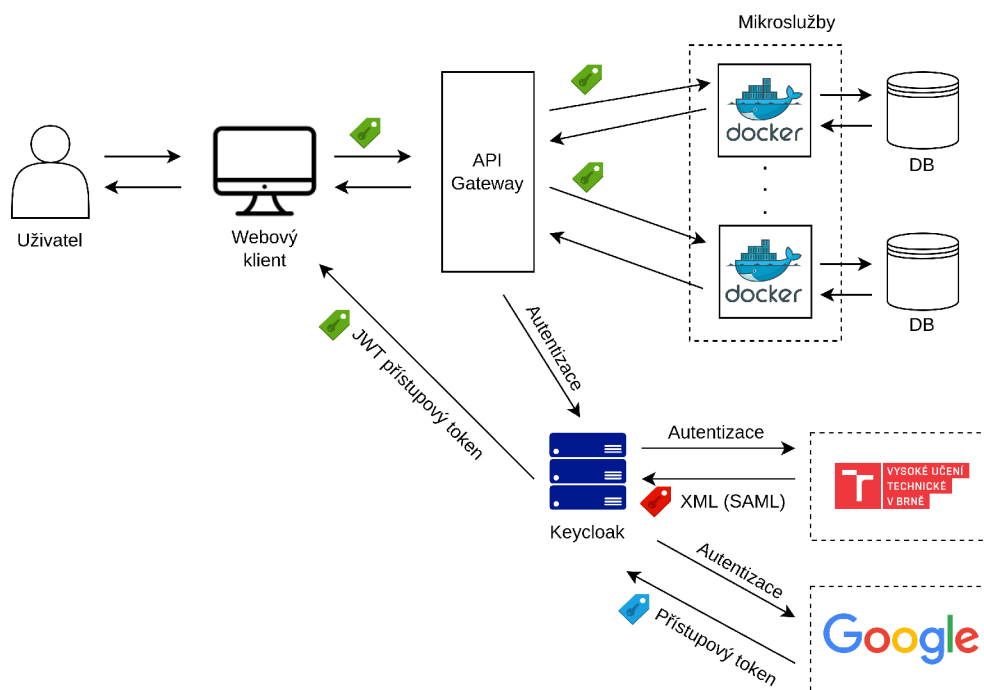 Mikroslužby
docker
DB
API
Gateway
Uživatel
Webový
klient
docker
DB
JWT přístupový token
Autentizace
Keycloak
Autentizace
XML (SAML)
VYSOKÉ UČENÍ
TECHNICKÉ
V BRNĚ
Autentizace
Přístupový token
Google